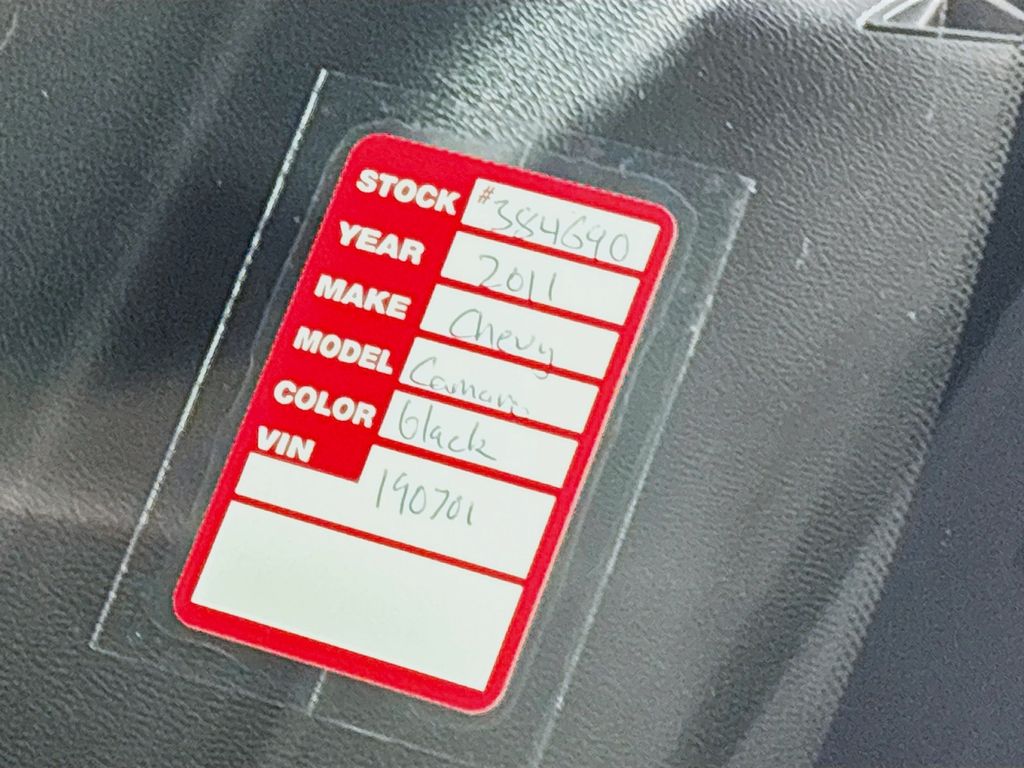 STOCK #384690
YEAR 2011
MAKE Chevy
MODEL Camaro
COLOR black
VIN 190701